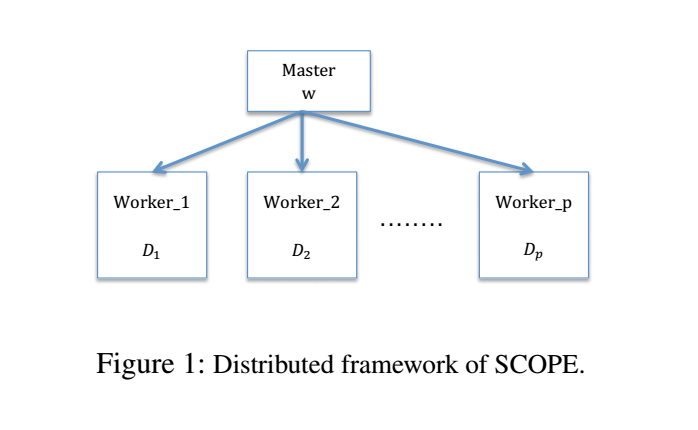 Master
w
Worker_1
D₁
Worker_2
D₂
........
Worker_p
Dₚ
Figure 1: Distributed framework of SCOPE.